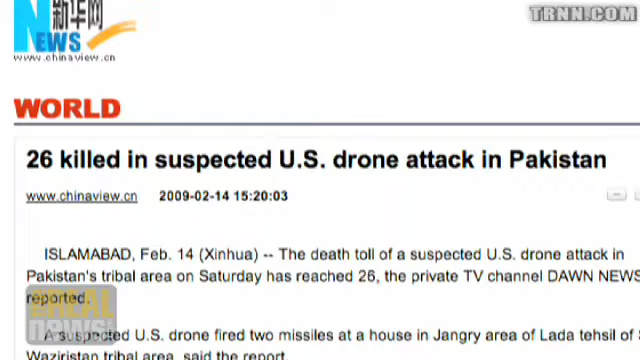 TRNN.COM
新华网
NEWS
www.chinaview.cn
WORLD
26 killed in suspected U.S. drone attack in Pakistan
www.chinaview.cn 2009-02-14 15:20:03
ISLAMABAD, Feb. 14 (Xinhua) -- The death toll of a suspected U.S. drone attack in
Pakistan's tribal area on Saturday has reached 26, the private TV channel DAWN NEWS
reported.
THE REAL
news
A suspected U.S. drone fired two missiles at a house in Jangry area of Lada tehsil of S
Waziristan tribal area, said the report.